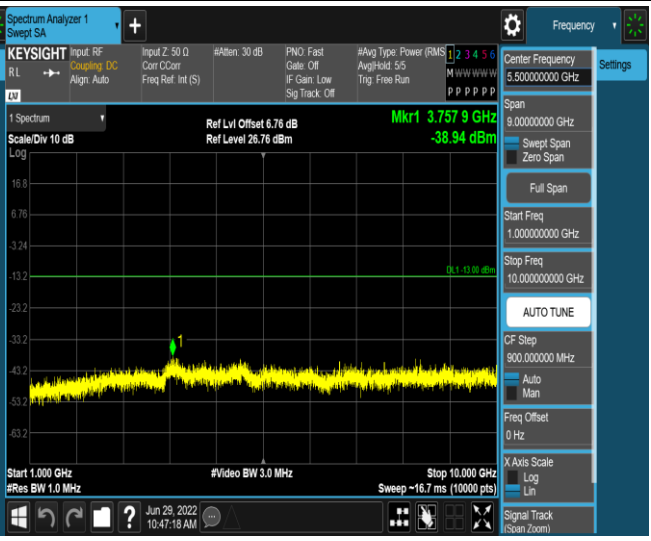 Spectrum Analyzer 1
Swept SA
Frequency
KEYSIGHT
RL
Input: RF
Coupling: DC
Align: Auto
Input Z: 50 Ω
Corr CCorr
Freq Ref: Int (S)
#Atten: 30 dB
PNO: Fast
Gate: Off
IF Gain: Low
Sig Track: Off
#Avg Type: Power (RMS
Avg|Hold: 5/5
Trig: Free Run
1 2 3 4 5 6
M W W W W W
P P P P P P
LXI
1 Spectrum
Scale/Div 10 dB
Log
Ref Lvl Offset 6.76 dB
Ref Level 26.76 dBm
Mkr1 3.757 9 GHz
-38.94 dBm
16.8
6.76
-3.24
-13.2
-23.2
-33.2
-43.2
-53.2
-63.2
DL1 -13.00 dBm
1
Start 1.000 GHz
#Res BW 1.0 MHz
#Video BW 3.0 MHz
Stop 10.000 GHz
Sweep ~16.7 ms (10000 pts)
Center Frequency
5.500000000 GHz
Settings
Span
9.00000000 GHz
Swept Span
Zero Span
Full Span
Start Freq
1.000000000 GHz
Stop Freq
10.000000000 GHz
AUTO TUNE
CF Step
900.000000 MHz
Auto
Man
Freq Offset
0 Hz
X Axis Scale
Log
Lin
Signal Track
(Span Zoom)
?
Jun 29, 2022
10:47:18 AM